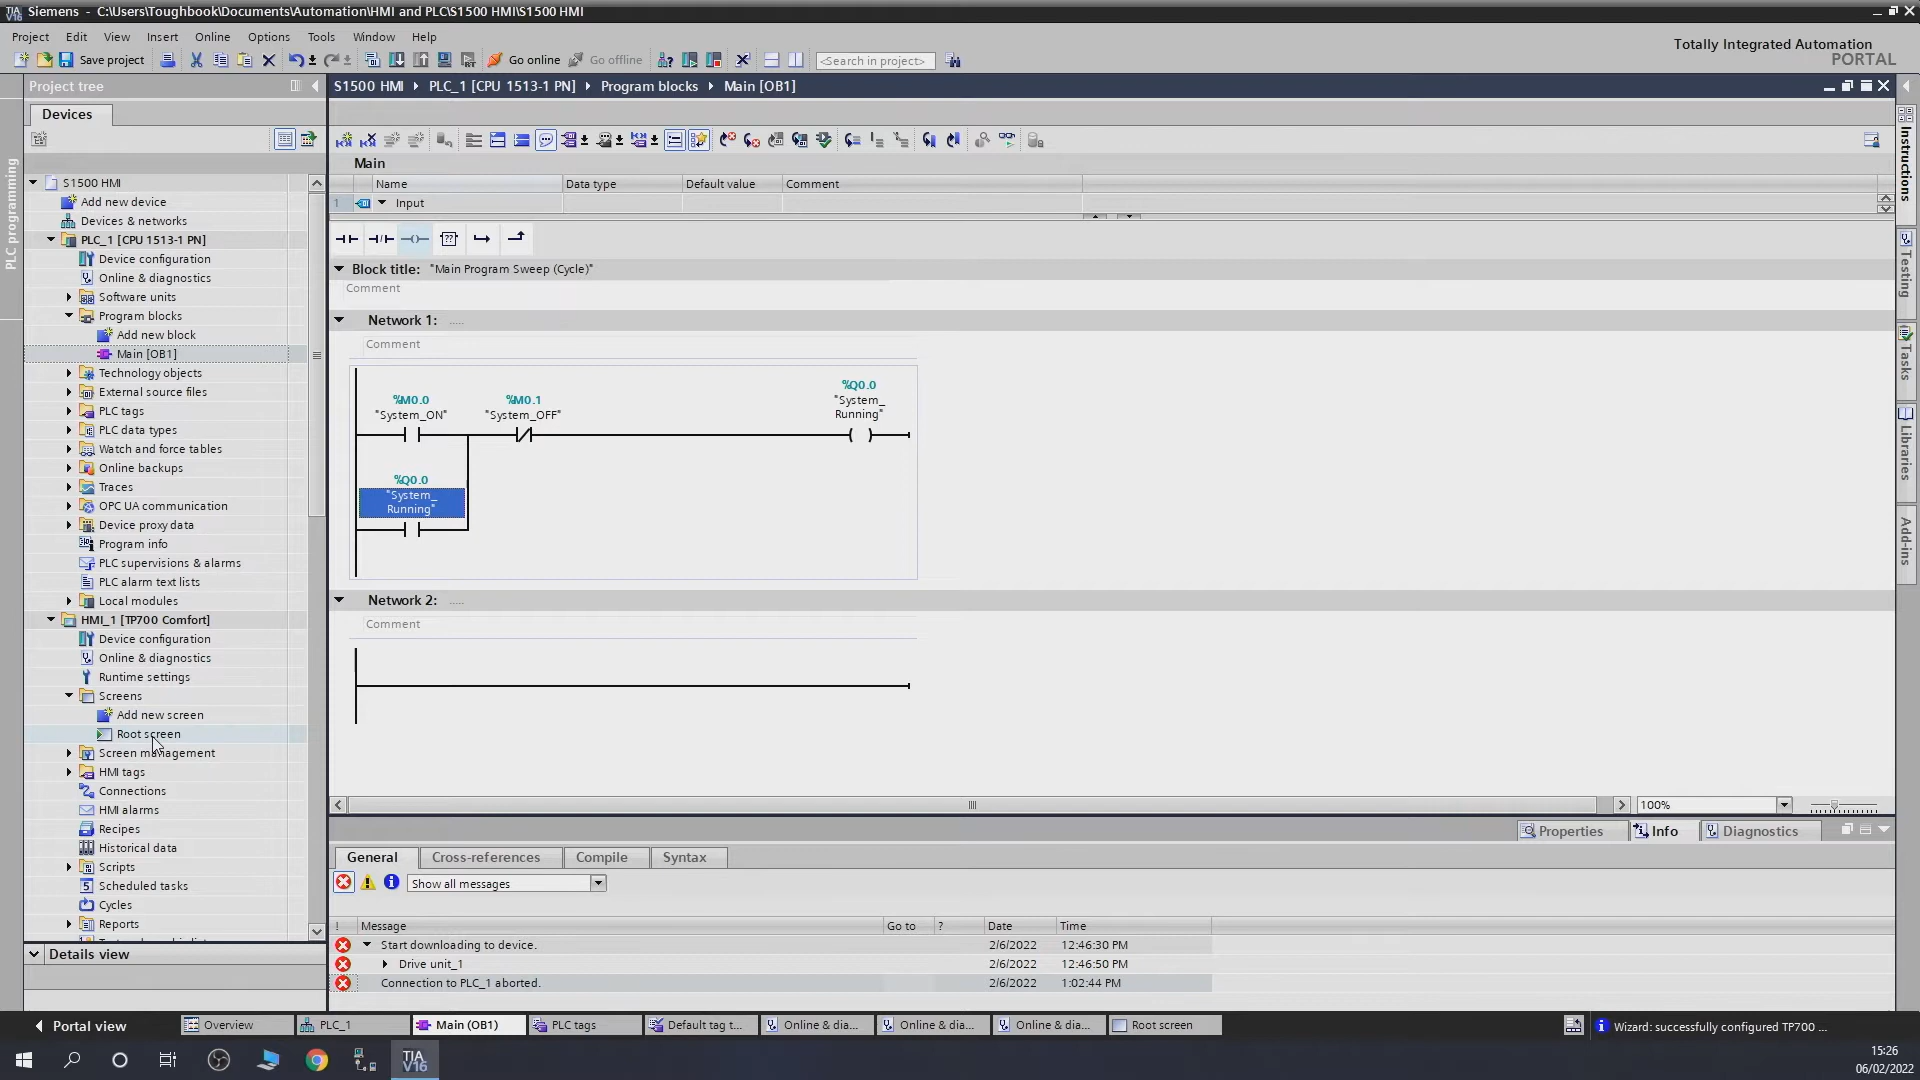 Siemens - C:\Users\Toughbook\Documents\Automation\HMI and PLC\S1500 HMI\S1500 HMI
Project Edit View Insert Online Options Tools Window Help
Totally Integrated Automation
PORTAL
Save project
Go online
Go offline
<Search in project>
Project tree
S1500 HMI PLC_1 [CPU 1513-1 PN] Program blocks Main [OB1]
Devices
PLC programming
S1500 HMI
Add new device
Devices & networks
PLC_1 [CPU 1513-1 PN]
Device configuration
Online & diagnostics
Software units
Program blocks
Add new block
Main [OB1]
Technology objects
External source files
PLC tags
PLC data types
Watch and force tables
Online backups
Traces
OPC UA communication
Device proxy data
Program info
PLC supervisions & alarms
PLC alarm text lists
Local modules
HMI_1 [TP700 Comfort]
Device configuration
Online & diagnostics
Runtime settings
Screens
Add new screen
Root screen
Screen management
HMI tags
Connections
HMI alarms
Recipes
Historical data
Scripts
Scheduled tasks
Cycles
Reports
Details view
Main
Name Data type Default value Comment
1 Input
??
Block title: "Main Program Sweep (Cycle)"
Comment
Network 1: .....
Comment
%M0.0
"System_ON"
%M0.1
"System_OFF"
%Q0.0
"System_
Running"
%Q0.0
"System_
Running"
Network 2: .....
Comment
100%
Properties Info Diagnostics
General Cross-references Compile Syntax
Show all messages
! Message Go to ? Date Time
Start downloading to device. 2/6/2022 12:46:30 PM
Drive unit_1 2/6/2022 12:46:50 PM
Connection to PLC_1 aborted. 2/6/2022 1:02:44 PM
Instructions
Testing
Tasks
Libraries
Add-ins
Portal view
Overview
PLC_1
Main (OB1)
PLC tags
Default tag t...
Online & dia...
Online & dia...
Online & dia...
Root screen
Wizard: successfully configured TP700 ...
TIA
V16
15:26
06/02/2022